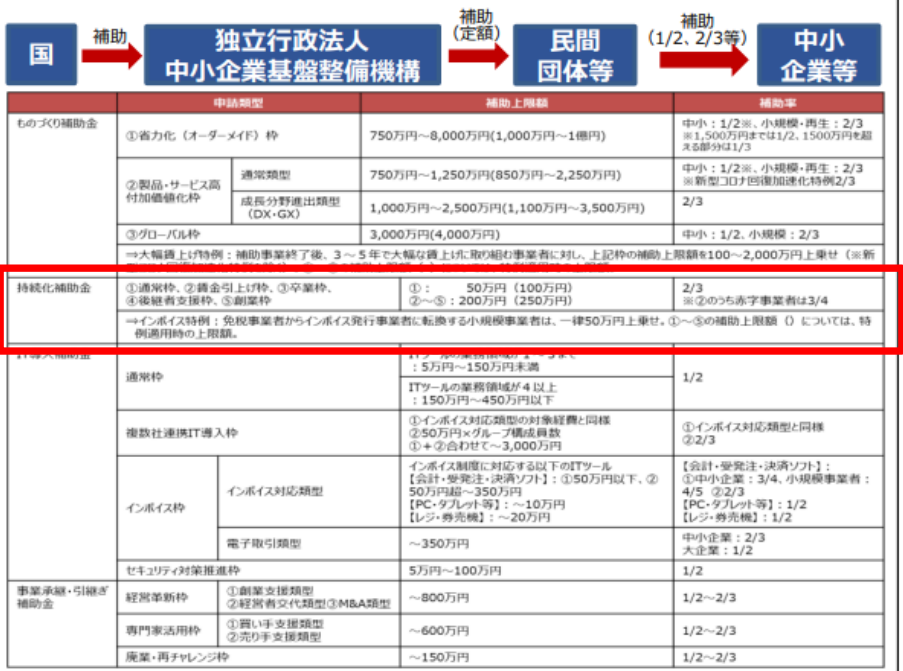 国
補助
独立行政法人
中小企業基盤整備機構
補助
(定額)
民間
団体等
補助
(1/2、2/3等)
中小
企業等
申請類型
補助上限額
補助率
ものづくり補助金
①省力化（オーダーメイド）枠
750万円～8,000万円(1,000万円～1億円)
中小：1/2※、小規模・再生：2/3
※1,500万円までは1/2、1500万円を超
える部分は1/3
②製品・サービス高
付加価値化枠
通常類型
750万円～1,250万円(850万円～2,250万円)
中小：1/2※、小規模・再生：2/3
※新型コロナ回復加速化特例2/3
成長分野進出類型
（DX・GX）
1,000万円～2,500万円(1,100万円～3,500万円)
2/3
③グローバル枠
3,000万円(4,000万円)
中小：1/2、小規模：2/3
⇒大幅賃上げ特例：補助事業終了後、3～5年で大幅な賃上げに取り組む事業者に対し、上記枠の補助上限額を100～2,000万円上乗せ（※新
持続化補助金
①通常枠、②賃金引上げ枠、③卒業枠、
④後継者支援枠、⑤創業枠
①： 50万円（100万円）
②～⑤：200万円（250万円）
2/3
※②のうち赤字事業者は3/4
⇒インボイス特例：免税事業者からインボイス発行事業者に転換する小規模事業者は、一律50万円上乗せ。①～⑤の補助上限額（）については、特
例適用時の上限額。
通常枠
：5万円～150万円未満
1/2
ITツールの業務領域が4以上
：150万円～450万円以下
複数社連携IT導入枠
①インボイス対応類型の対象経費と同様
②50万円×グループ構成員数
①＋②合わせて～3,000万円
①インボイス対応類型と同様
②2/3
インボイス枠
インボイス対応類型
インボイス制度に対応する以下のITツール
【会計・受発注・決済ソフト】：①50万円以下、②
50万円超～350万円
【PC・タブレット等】：～10万円
【レジ・券売機】：～20万円
【会計・受発注・決済ソフト】：
①中小企業：3/4、小規模事業者：
4/5 ②2/3
【PC・タブレット等】：1/2
【レジ・券売機】：1/2
電子取引類型
～350万円
中小企業：2/3
大企業：1/2
セキュリティ対策推進枠
5万円～100万円
1/2
事業承継・引継ぎ
補助金
経営革新枠
①創業支援類型
②経営者交代類型③M&A類型
～800万円
1/2～2/3
専門家活用枠
①買い手支援類型
②売り手支援類型
～600万円
1/2～2/3
廃業・再チャレンジ枠
～150万円
1/2～2/3